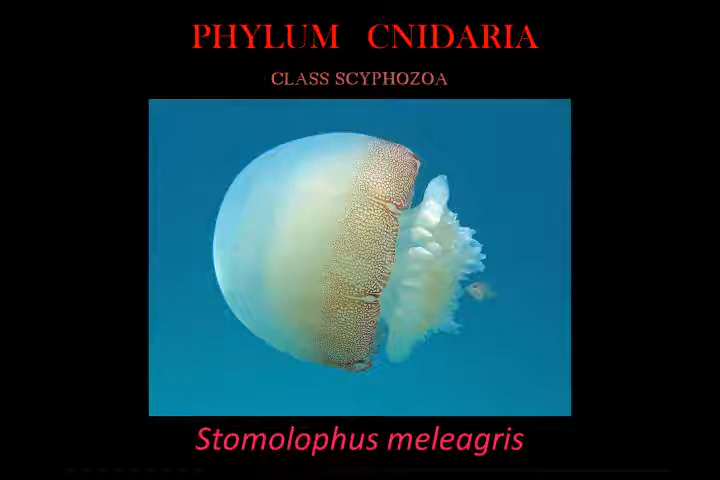 PHYLUM CNIDARIA
CLASS SCYPHOZOA
Stomolophus meleagris